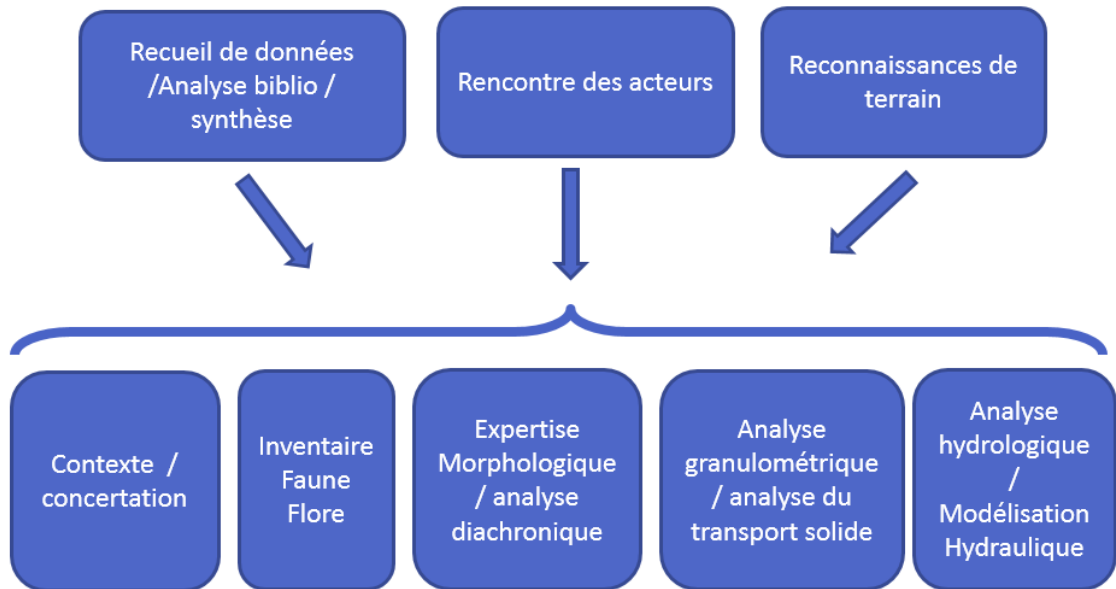 Recueil de données
/Analyse biblio /
synthèse
Rencontre des acteurs
Reconnaissances de
terrain
Contexte /
concertation
Inventaire
Faune
Flore
Expertise
Morphologique
/ analyse
diachronique
Analyse
granulométrique
/ analyse du
transport solide
Analyse
hydrologique
/
Modélisation
Hydraulique